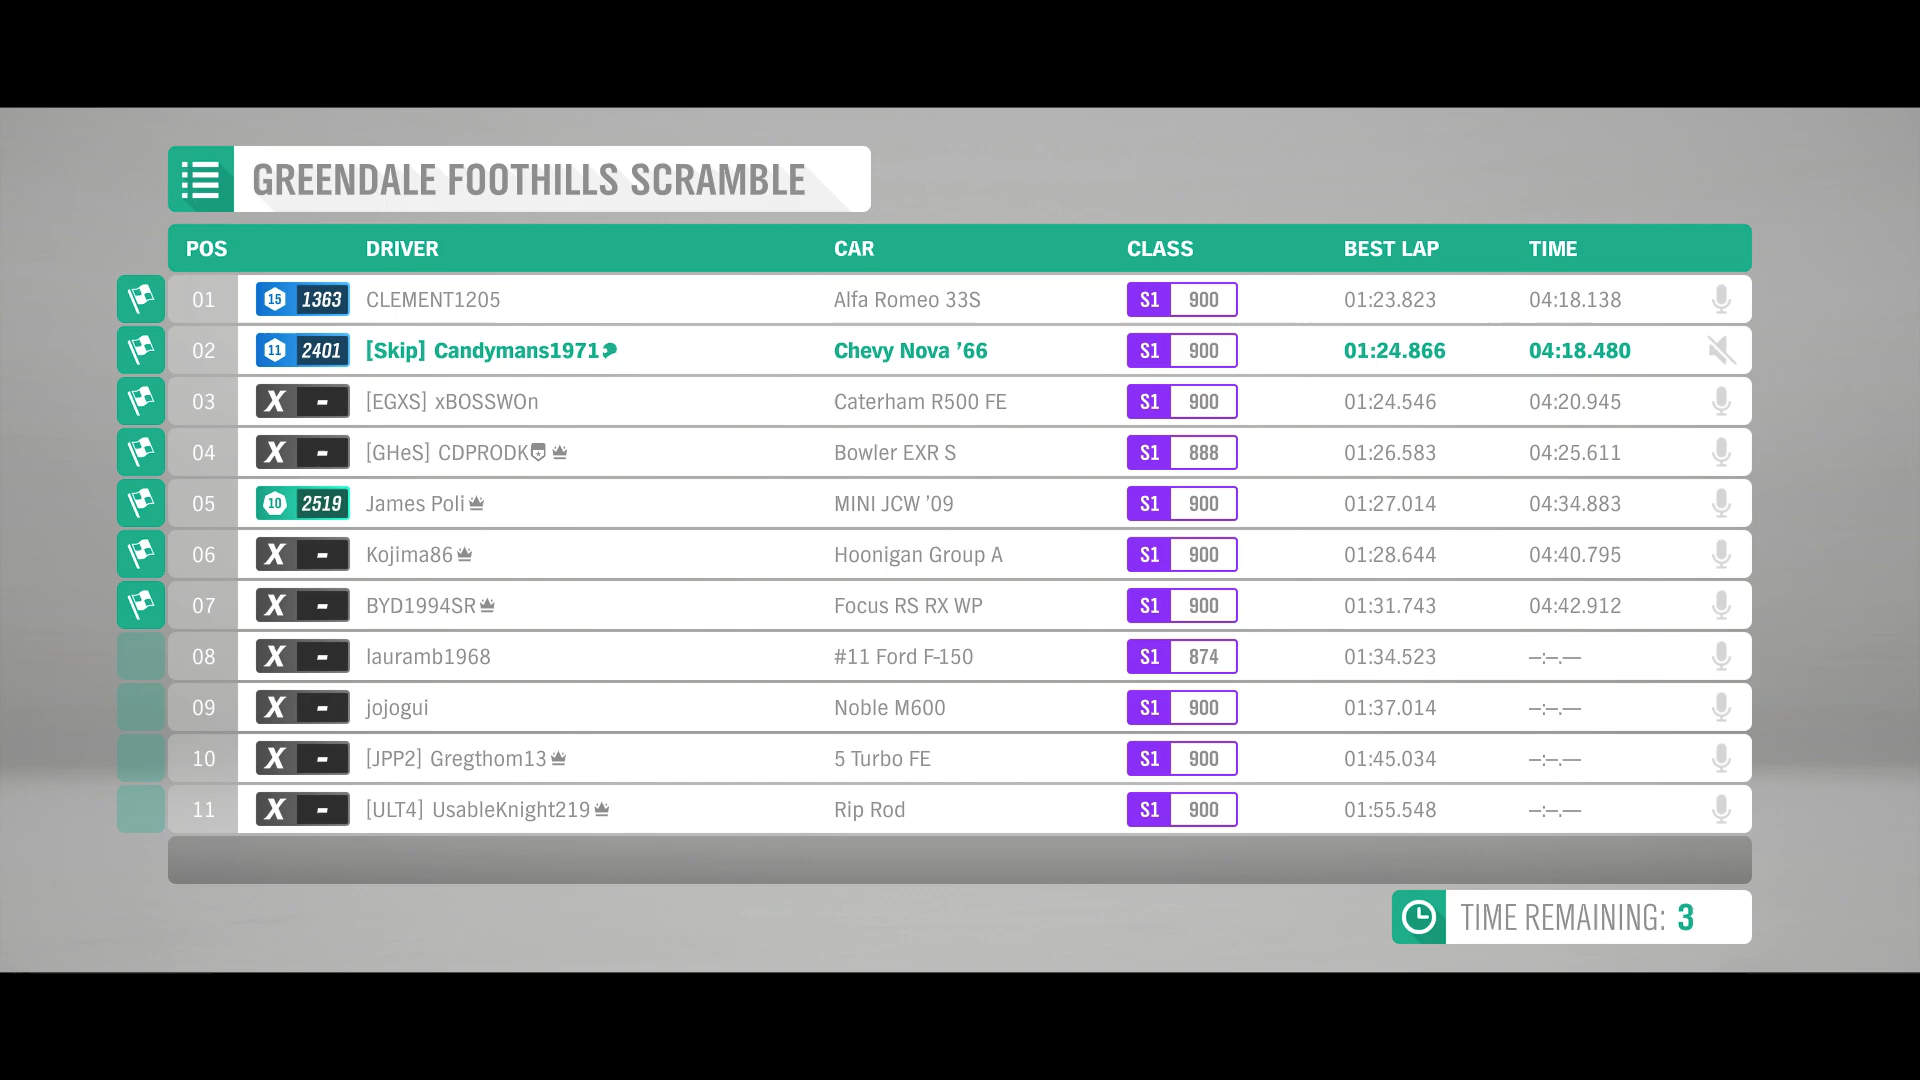 GREENDALE FOOTHILLS SCRAMBLE
POS DRIVER CAR CLASS BEST LAP TIME
01 15 1363 CLEMENT1205 Alfa Romeo 33S S1 900 01:23.823 04:18.138
02 11 2401 [Skip] Candymans1971 Chevy Nova ’66 S1 900 01:24.866 04:18.480
03 X - [EGXS] xBOSSWOn Caterham R500 FE S1 900 01:24.546 04:20.945
04 X - [GHeS] CDPRODK Bowler EXR S S1 888 01:26.583 04:25.611
05 10 2519 James Poli MINI JCW ’09 S1 900 01:27.014 04:34.883
06 X - Kojima86 Hoonigan Group A S1 900 01:28.644 04:40.795
07 X - BYD1994SR Focus RS RX WP S1 900 01:31.743 04:42.912
08 X - lauramb1968 #11 Ford F-150 S1 874 01:34.523 --:--.---
09 X - jojogui Noble M600 S1 900 01:37.014 --:--.---
10 X - [JPP2] Gregthom13 5 Turbo FE S1 900 01:45.034 --:--.---
11 X - [ULT4] UsableKnight219 Rip Rod S1 900 01:55.548 --:--.---
TIME REMAINING: 3